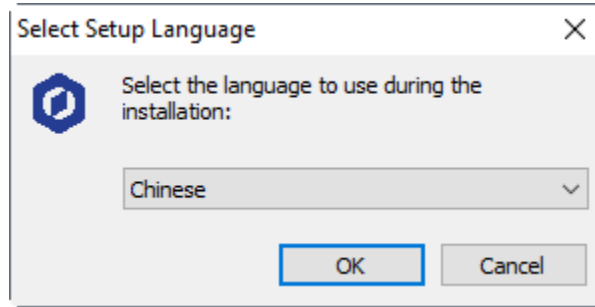 Select Setup Language
Select the language to use during the
installation:
Chinese
OK
Cancel